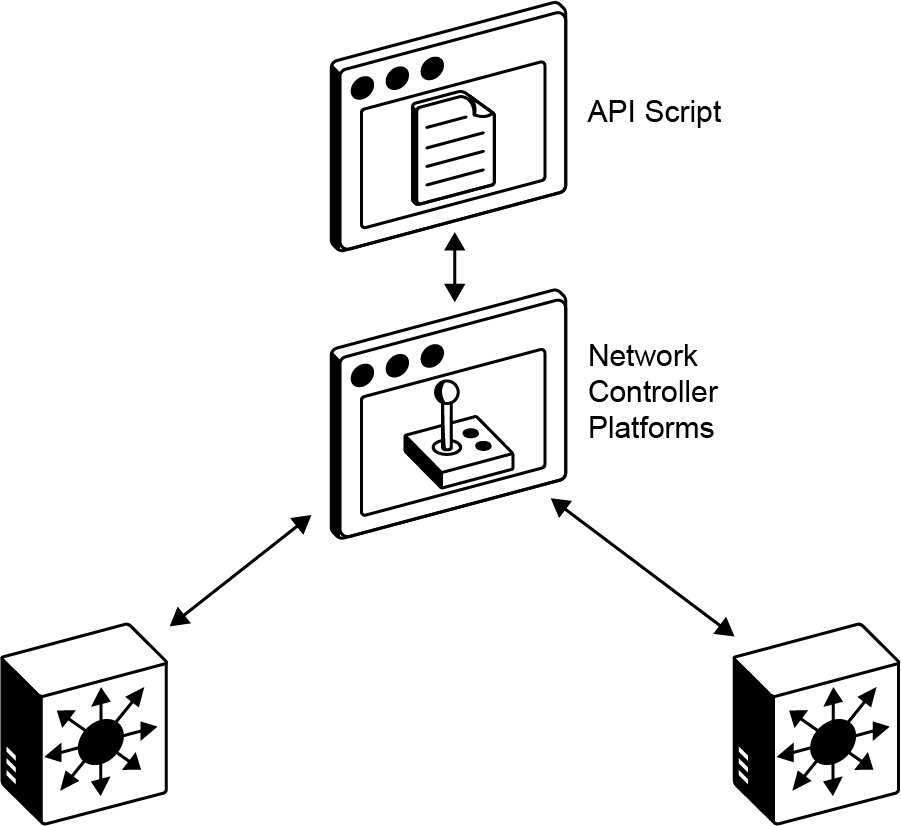 API Script
Network
Controller
Platforms